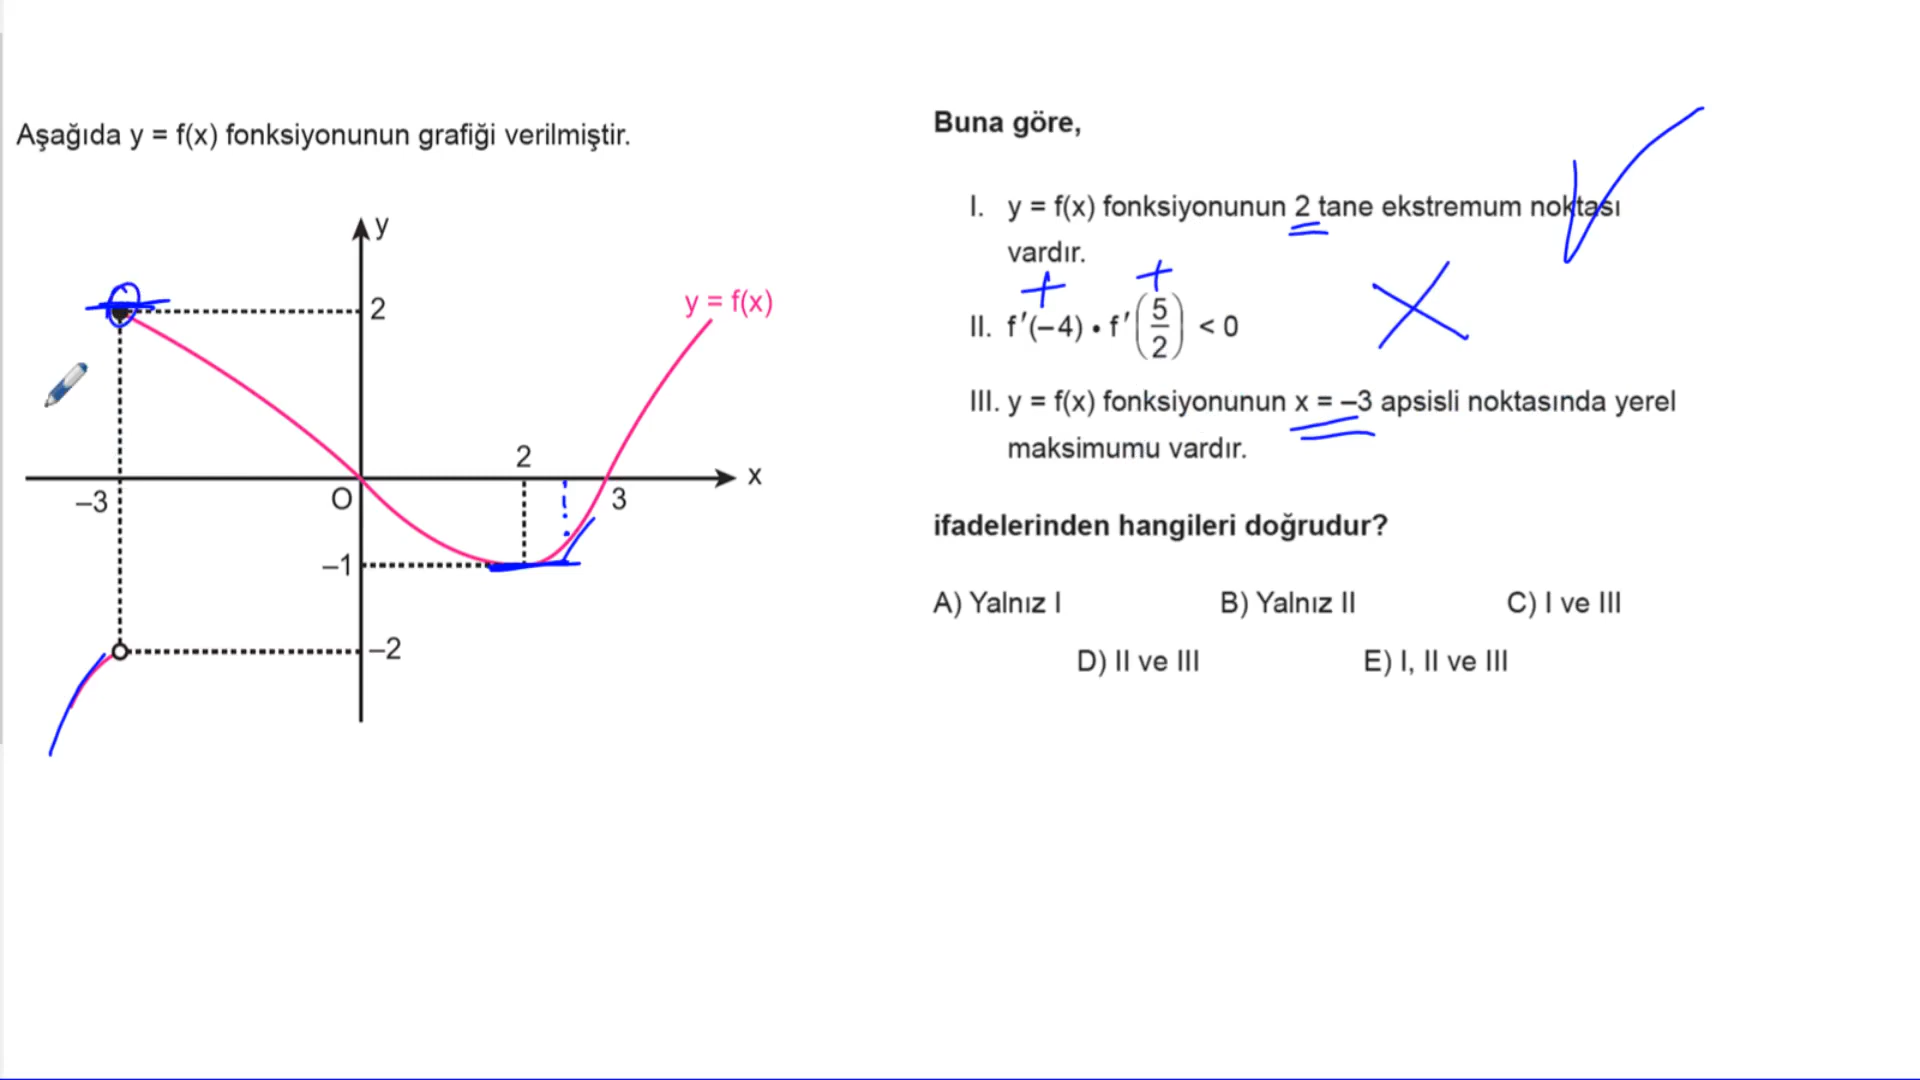 Aşağıda y = f(x) fonksiyonunun grafiği verilmiştir.
y
2
y = f(x)
2
x
–3
O
3
–1
–2
Buna göre,
I. y = f(x) fonksiyonunun 2 tane ekstremum noktası
vardır.
+ +
II. f′(–4) • f′(5/2) < 0
III. y = f(x) fonksiyonunun x = –3 apsisli noktasında yerel
maksimumu vardır.
ifadelerinden hangileri doğrudur?
A) Yalnız I B) Yalnız II C) I ve III
D) II ve III E) I, II ve III